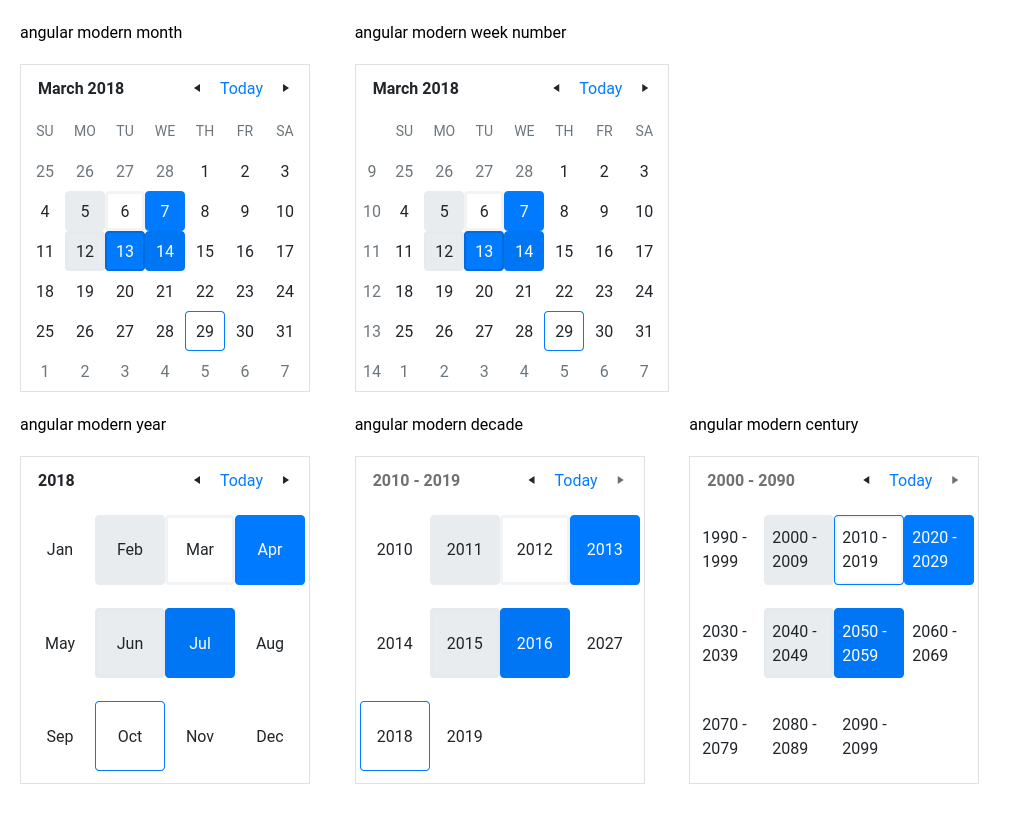 angular modern month
March 2018 ◂ Today ▸
SU MO TU WE TH FR SA
25 26 27 28 1 2 3
4 5 6 7 8 9 10
11 12 13 14 15 16 17
18 19 20 21 22 23 24
25 26 27 28 29 30 31
1 2 3 4 5 6 7
angular modern week number
March 2018 ◂ Today ▸
SU MO TU WE TH FR SA
9 25 26 27 28 1 2 3
10 4 5 6 7 8 9 10
11 11 12 13 14 15 16 17
12 18 19 20 21 22 23 24
13 25 26 27 28 29 30 31
14 1 2 3 4 5 6 7
angular modern year
2018 ◂ Today ▸
Jan Feb Mar Apr
May Jun Jul Aug
Sep Oct Nov Dec
angular modern decade
2010 - 2019 ◂ Today ▸
2010 2011 2012 2013
2014 2015 2016 2027
2018 2019
angular modern century
2000 - 2090 ◂ Today ▸
1990 - 2000 - 2010 - 2020 -
1999 2009 2019 2029
2030 - 2040 - 2050 - 2060 -
2039 2049 2059 2069
2070 - 2080 - 2090 -
2079 2089 2099